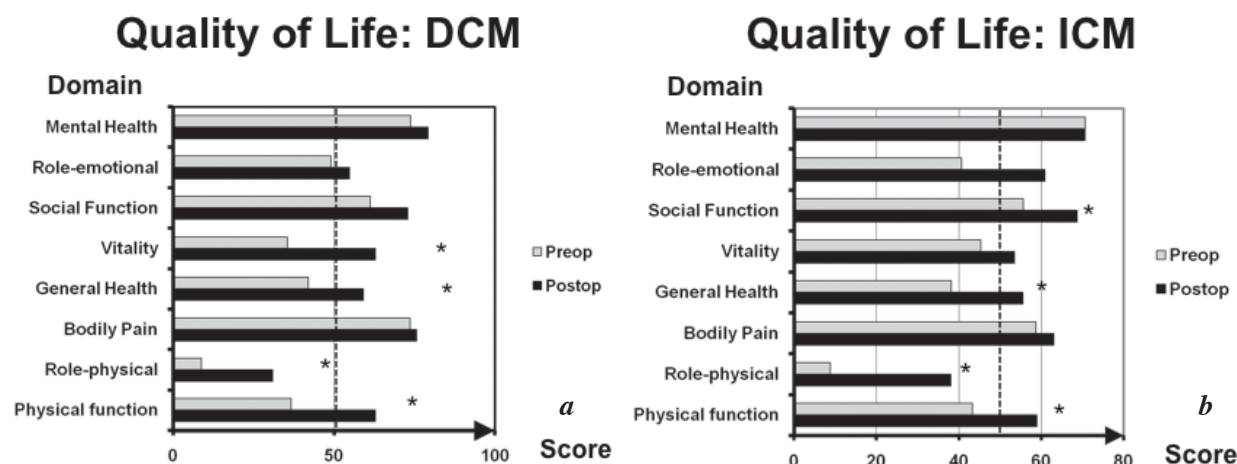 Quality of Life: DCM
Domain
Mental Health
Role-emotional
Social Function
Vitality *
General Health *
Bodily Pain
Role-physical *
Physical function *
0 50 100
Score
Preop
Postop
a
Quality of Life: ICM
Domain
Mental Health
Role-emotional
Social Function *
Vitality
General Health *
Bodily Pain
Role-physical *
Physical function *
0 20 40 60 80
Score
Preop
Postop
b